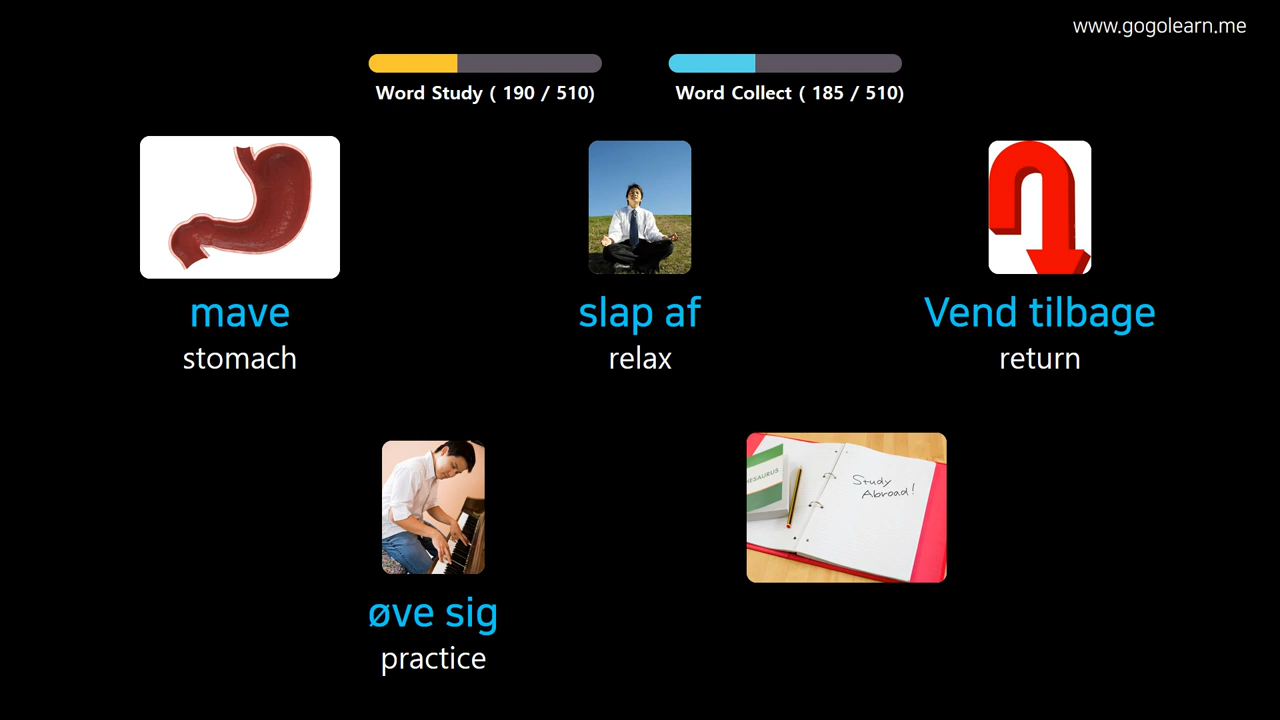 www.gogolearn.me
Word Study ( 190 / 510)
Word Collect ( 185 / 510)
mave
stomach
slap af
relax
Vend tilbage
return
øve sig
practice
Study
Abroad!